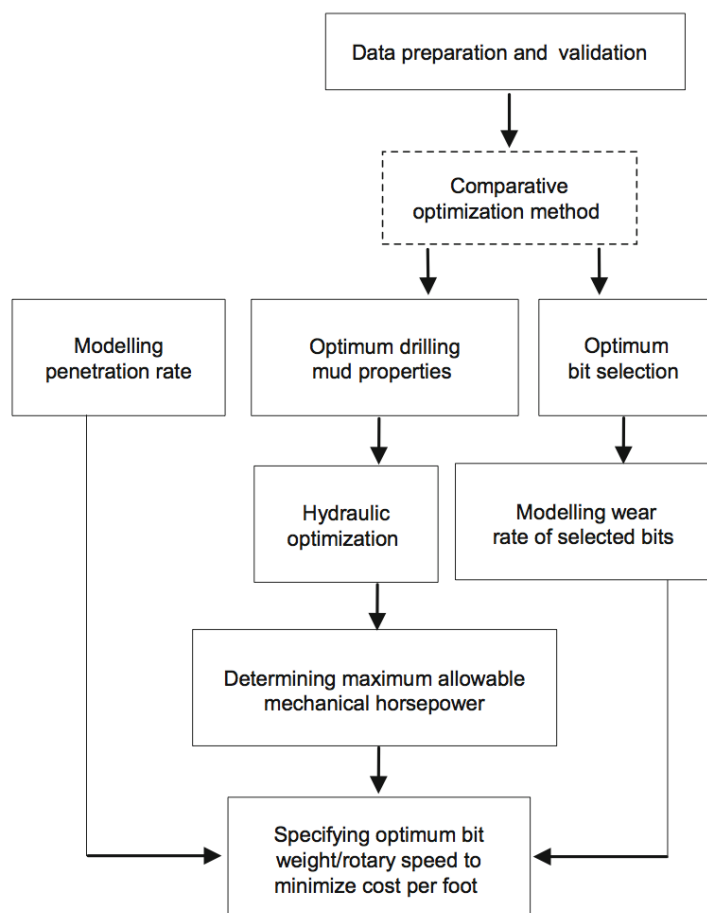 Data preparation and validation
Comparative
optimization method
Modelling
penetration rate
Optimum drilling
mud properties
Optimum
bit selection
Hydraulic
optimization
Modelling wear
rate of selected bits
Determining maximum allowable
mechanical horsepower
Specifying optimum bit
weight/rotary speed to
minimize cost per foot